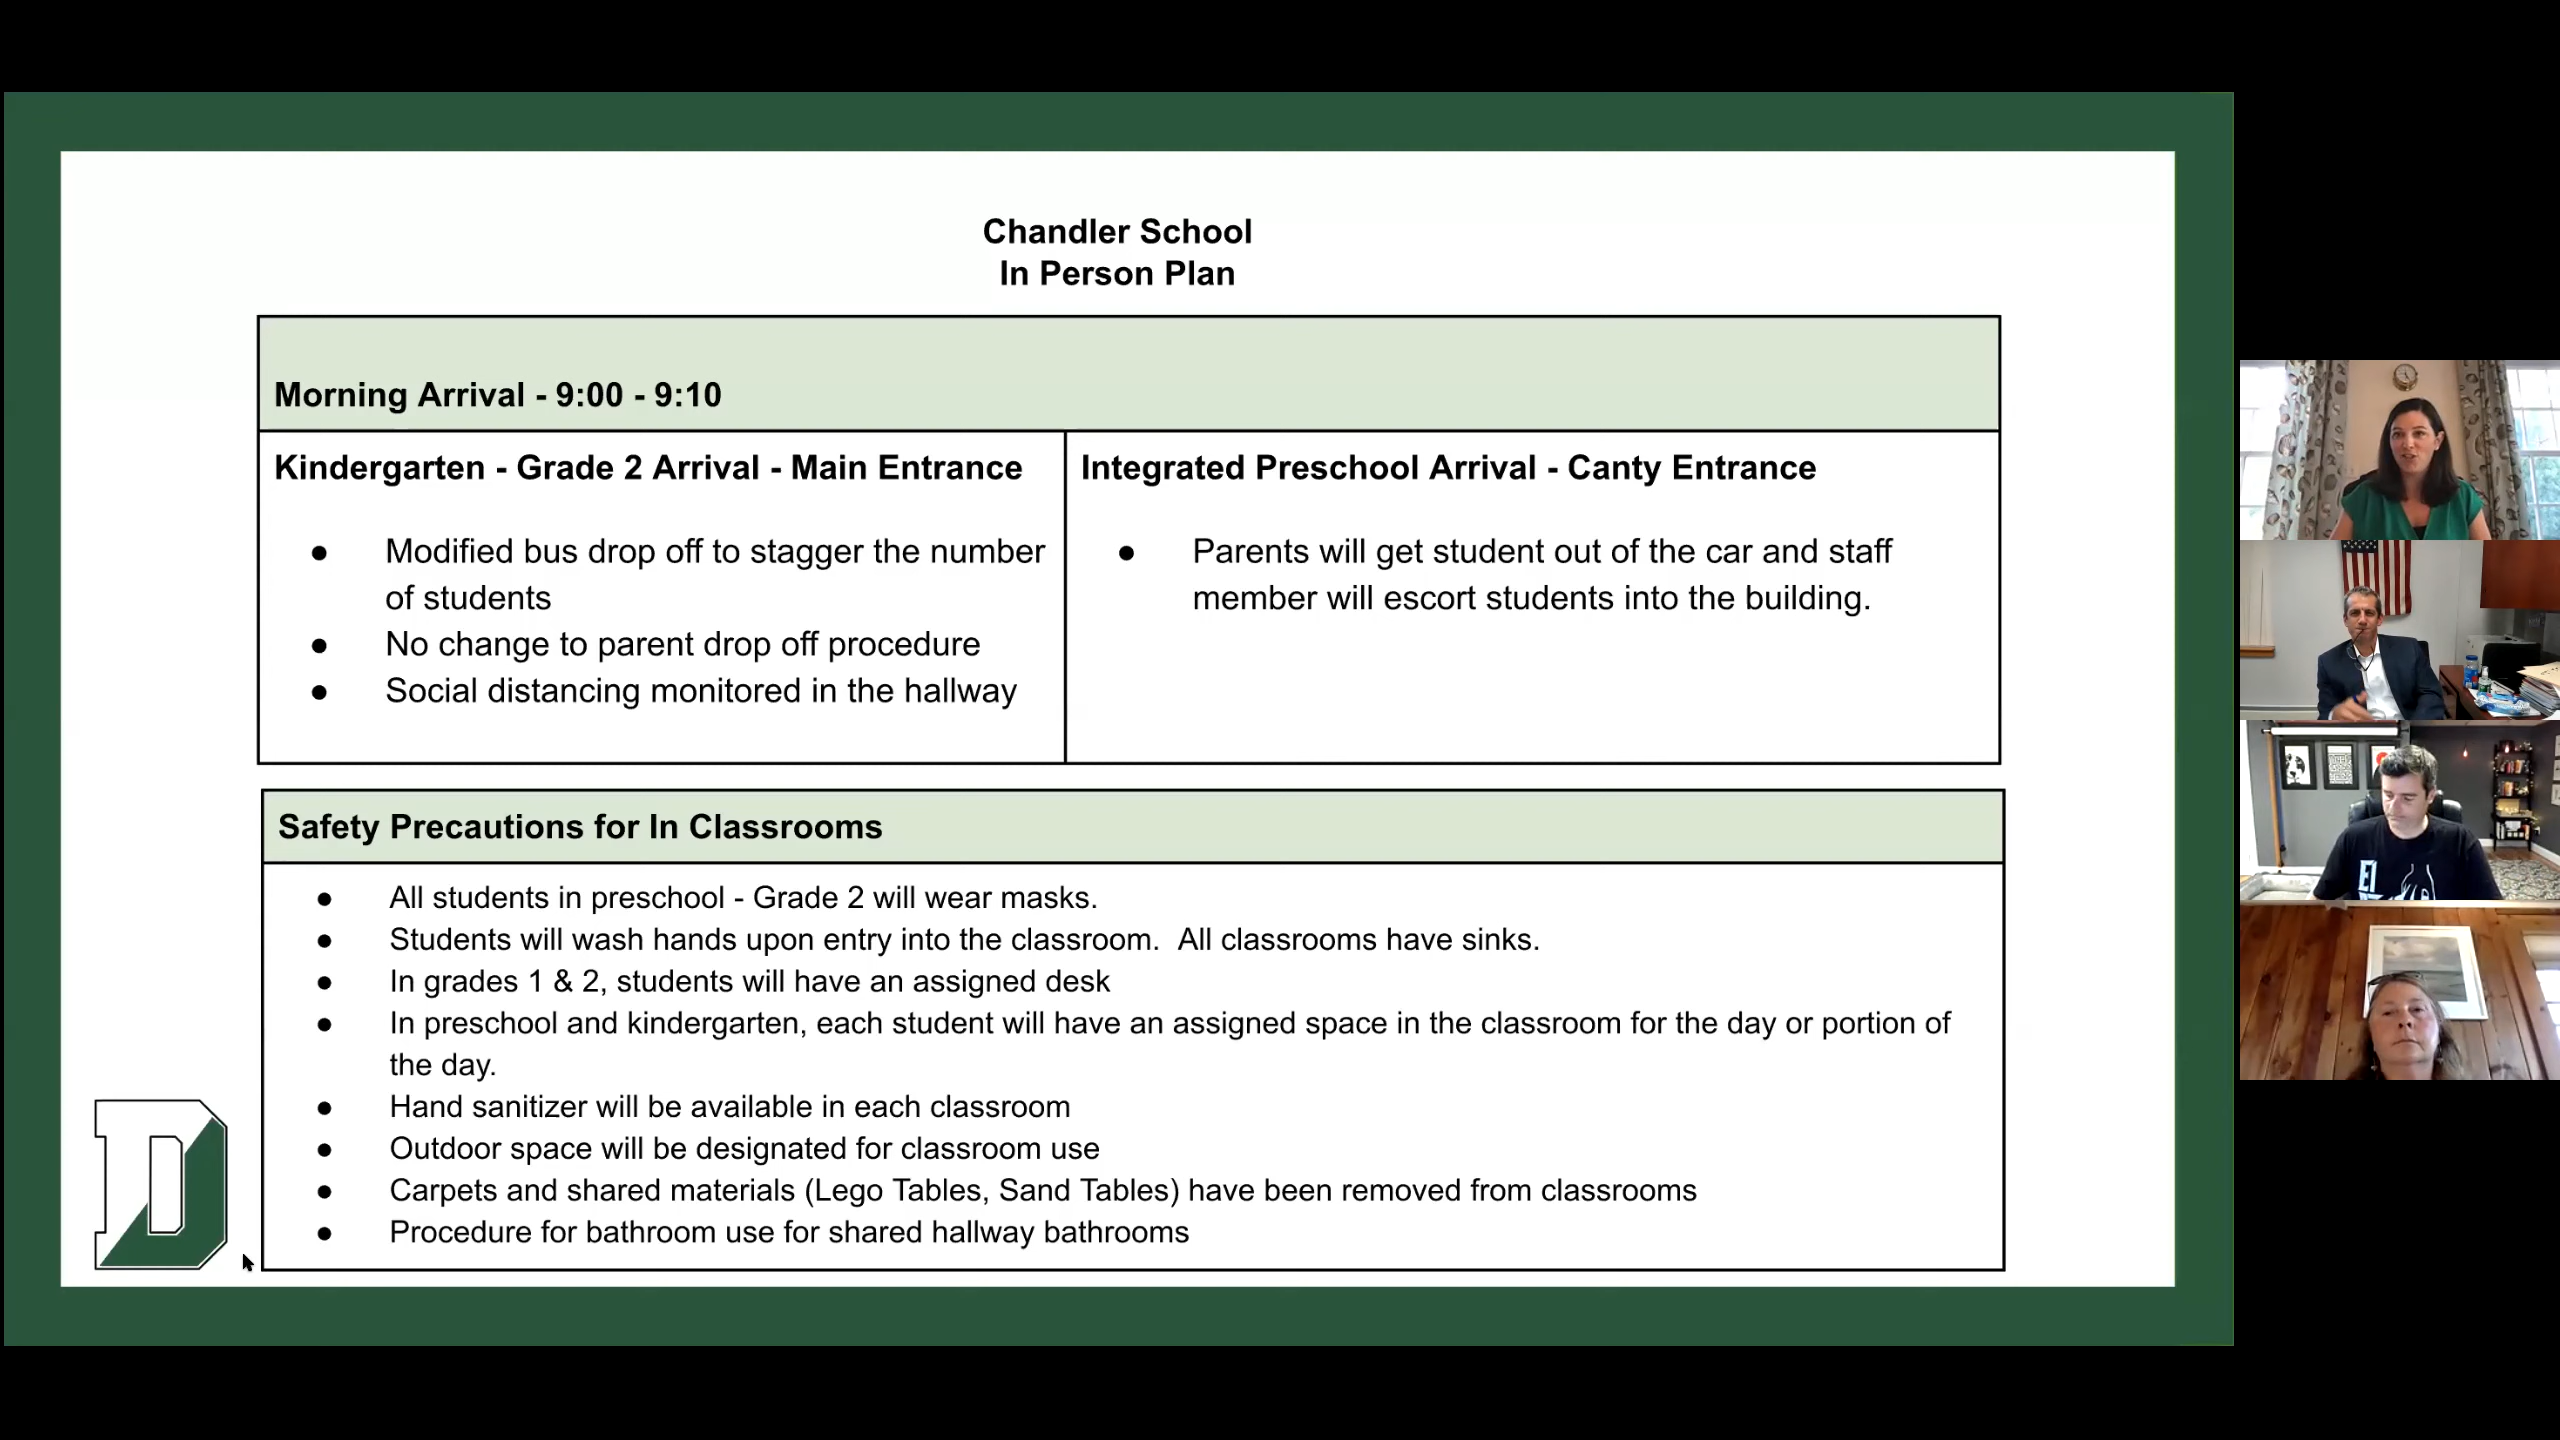 Chandler School
In Person Plan
Morning Arrival - 9:00 - 9:10
Kindergarten - Grade 2 Arrival - Main Entrance
● Modified bus drop off to stagger the number
of students
● No change to parent drop off procedure
● Social distancing monitored in the hallway
Integrated Preschool Arrival - Canty Entrance
● Parents will get student out of the car and staff
member will escort students into the building.
Safety Precautions for In Classrooms
● All students in preschool - Grade 2 will wear masks.
● Students will wash hands upon entry into the classroom.  All classrooms have sinks.
● In grades 1 & 2, students will have an assigned desk
● In preschool and kindergarten, each student will have an assigned space in the classroom for the day or portion of
the day.
● Hand sanitizer will be available in each classroom
● Outdoor space will be designated for classroom use
● Carpets and shared materials (Lego Tables, Sand Tables) have been removed from classrooms
● Procedure for bathroom use for shared hallway bathrooms
D
EI